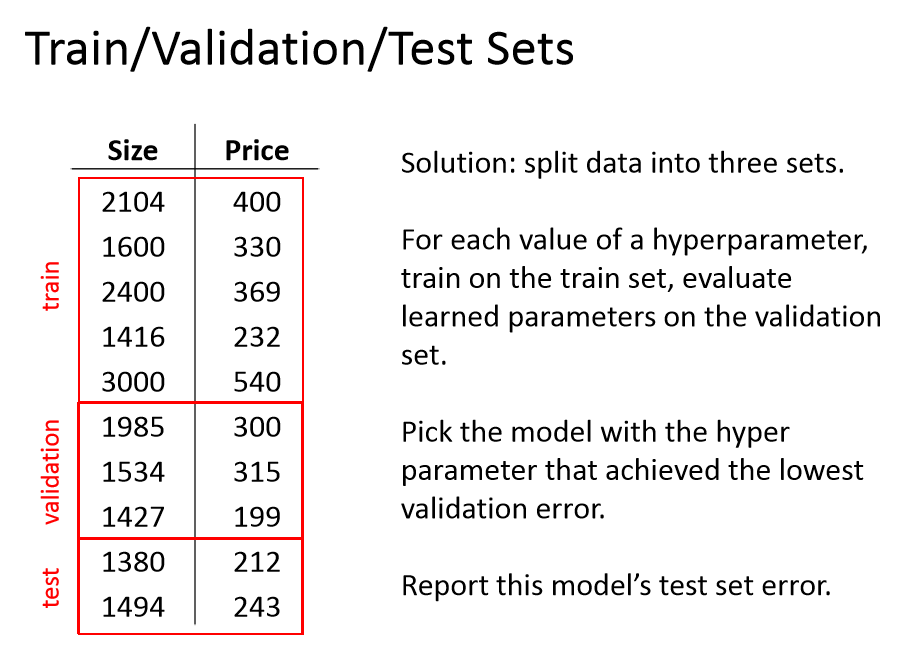 Train/Validation/Test Sets
Size Price
2104 400
1600 330
2400 369
1416 232
3000 540
1985 300
1534 315
1427 199
1380 212
1494 243
train
validation
test
Solution: split data into three sets.
For each value of a hyperparameter,
train on the train set, evaluate
learned parameters on the validation
set.
Pick the model with the hyper
parameter that achieved the lowest
validation error.
Report this model’s test set error.